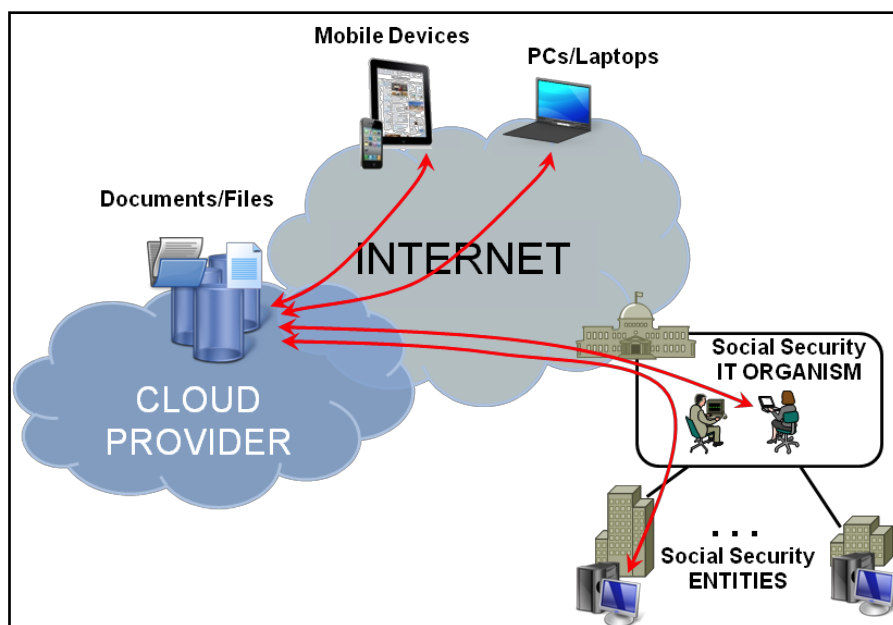 Mobile Devices
PCs/Laptops
Documents/Files
INTERNET
CLOUD
PROVIDER
Social Security
IT ORGANISM
. . .
Social Security
ENTITIES